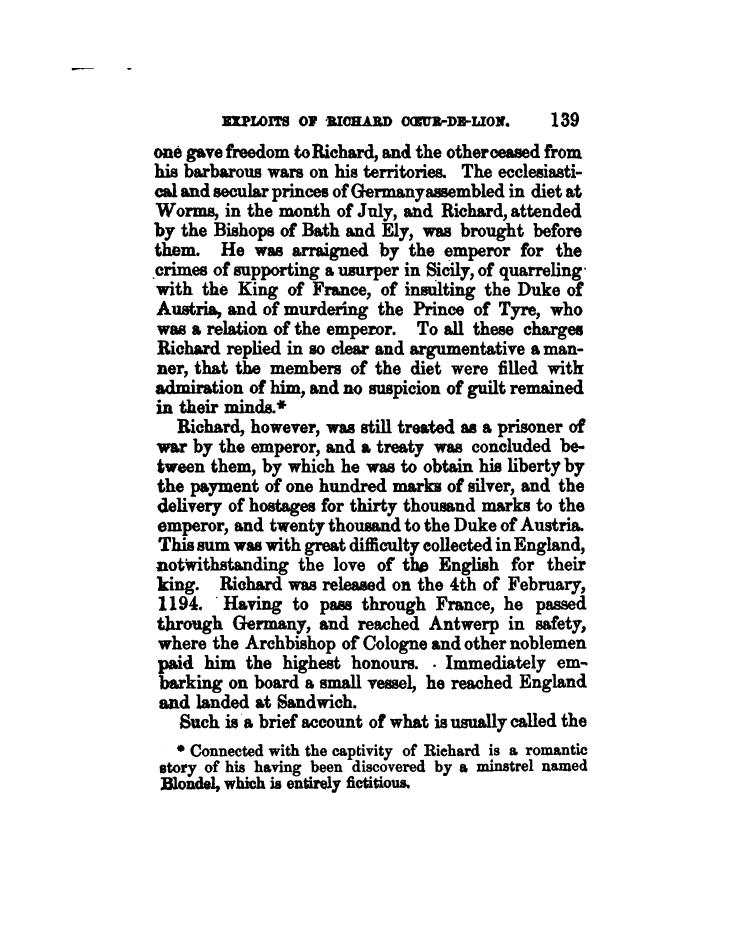 EXPLOITS OF RICHARD CŒUR-DE-LION. 139
one gave freedom to Richard, and the other ceased from
his barbarous wars on his territories. The ecclesiasti-
cal and secular princes of Germany assembled in diet at
Worms, in the month of July, and Richard, attended
by the Bishops of Bath and Ely, was brought before
them. He was arraigned by the emperor for the
crimes of supporting a usurper in Sicily, of quarreling
with the King of France, of insulting the Duke of
Austria, and of murdering the Prince of Tyre, who
was a relation of the emperor. To all these charges
Richard replied in so clear and argumentative a man-
ner, that the members of the diet were filled with
admiration of him, and no suspicion of guilt remained
in their minds.*
Richard, however, was still treated as a prisoner of
war by the emperor, and a treaty was concluded be-
tween them, by which he was to obtain his liberty by
the payment of one hundred marks of silver, and the
delivery of hostages for thirty thousand marks to the
emperor, and twenty thousand to the Duke of Austria.
This sum was with great difficulty collected in England,
notwithstanding the love of the English for their
king. Richard was released on the 4th of February,
1194. Having to pass through France, he passed
through Germany, and reached Antwerp in safety,
where the Archbishop of Cologne and other noblemen
paid him the highest honours. Immediately em-
barking on board a small vessel, he reached England
and landed at Sandwich.
Such is a brief account of what is usually called the
* Connected with the captivity of Richard is a romantic
story of his having been discovered by a minstrel named
Blondel, which is entirely fictitious.